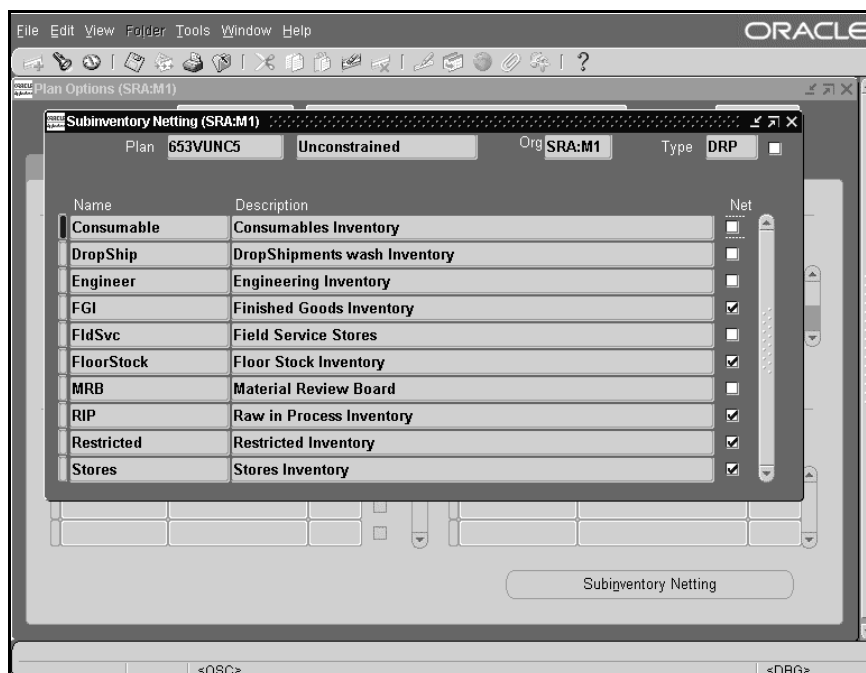 File Edit View Folder Tools Window Help ORACLE
Plan Options (SRA:M1)
Subinventory Netting (SRA:M1)
Plan 653VUNC5 Unconstrained Org SRA:M1 Type DRP
Name Description Net
Consumable Consumables Inventory
DropShip DropShipments wash Inventory
Engineer Engineering Inventory
FGI Finished Goods Inventory
FldSvc Field Service Stores
FloorStock Floor Stock Inventory
MRB Material Review Board
RIP Raw in Process Inventory
Restricted Restricted Inventory
Stores Stores Inventory
Subinventory Netting
<OSC> <DBG>